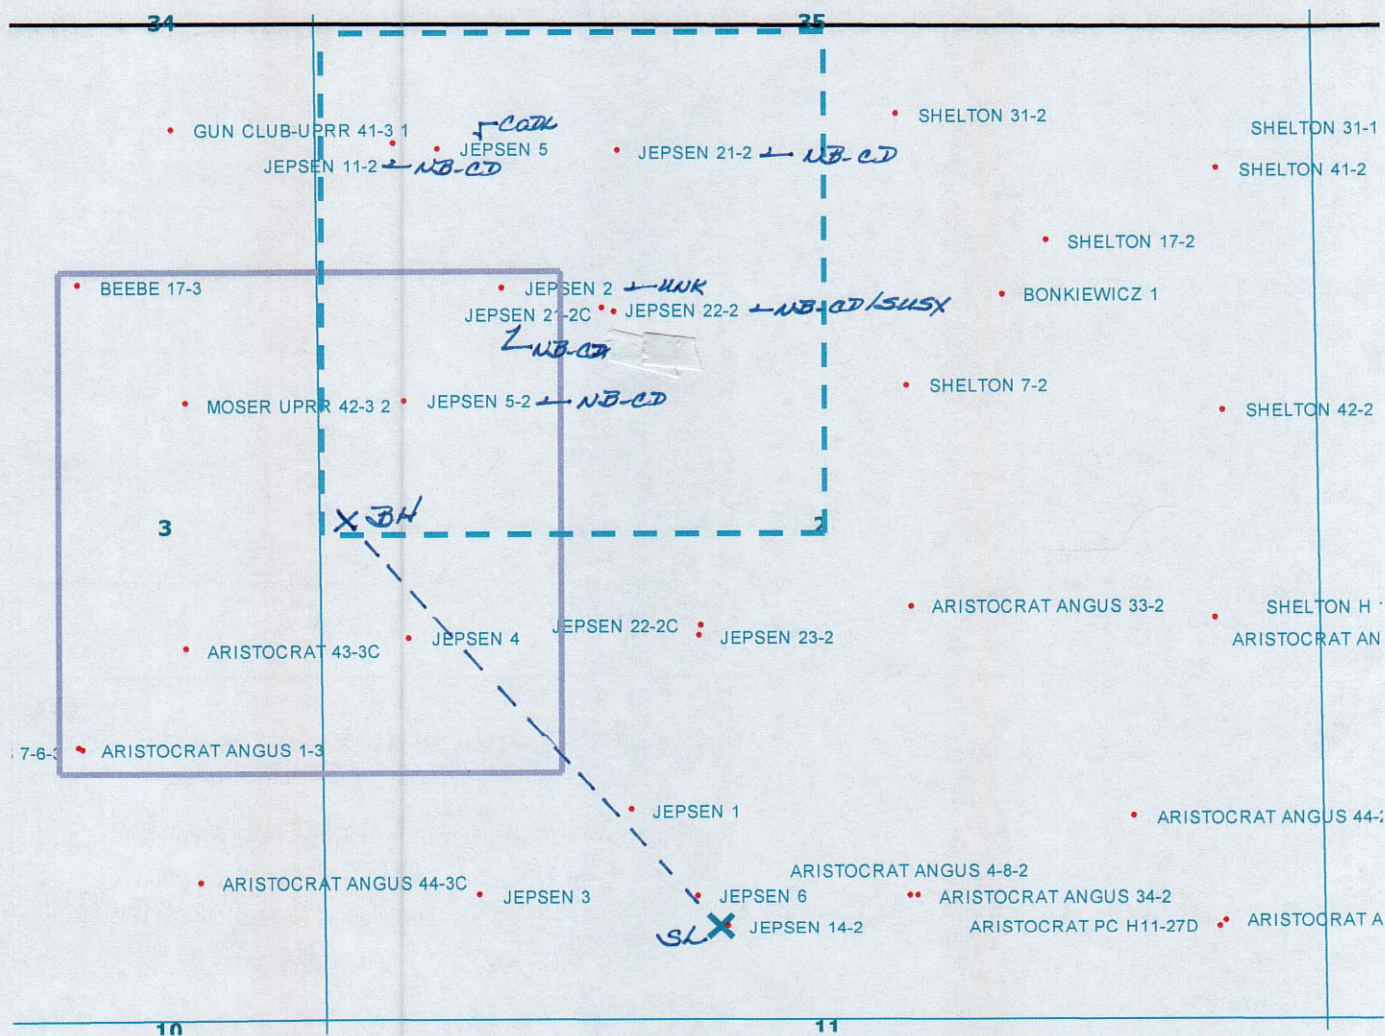 34
35
GUN CLUB-UPRR 41-3 1
CODL
SHELTON 31-2
SHELTON 31-1
JEPSEN 5
JEPSEN 21-2
NB-CD
JEPSEN 11-2
NB-CD
SHELTON 41-2
SHELTON 17-2
BEEBE 17-3
JEPSEN 2
UNK
BONKIEWICZ 1
JEPSEN 21-2C
JEPSEN 22-2
NB-CD/SUSX
NB-CD
SHELTON 7-2
MOSER UPRR 42-3 2
JEPSEN 5-2
NB-CD
SHELTON 42-2
X BH
3
2
ARISTOCRAT ANGUS 33-2
SHELTON H
JEPSEN 22-2C
JEPSEN 23-2
ARISTOCRAT AN
JEPSEN 4
ARISTOCRAT 43-3C
7-6-3
ARISTOCRAT ANGUS 1-3
JEPSEN 1
ARISTOCRAT ANGUS 44-2
ARISTOCRAT ANGUS 4-8-2
ARISTOCRAT ANGUS 44-3C
JEPSEN 3
JEPSEN 6
ARISTOCRAT ANGUS 34-2
SL X
JEPSEN 14-2
ARISTOCRAT PC H11-27D
ARISTOCRAT A
10
11